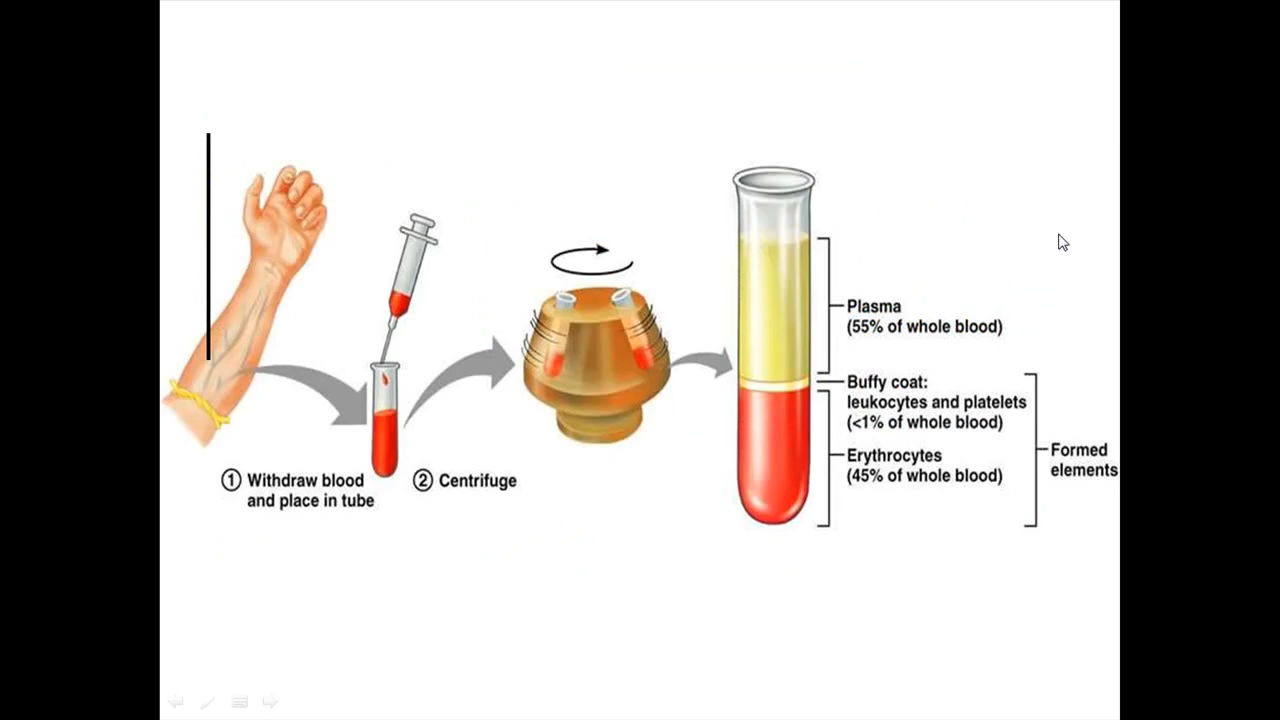 ① Withdraw blood
and place in tube
② Centrifuge
Plasma
(55% of whole blood)
Buffy coat:
leukocytes and platelets
(<1% of whole blood)
Erythrocytes
(45% of whole blood)
Formed
elements